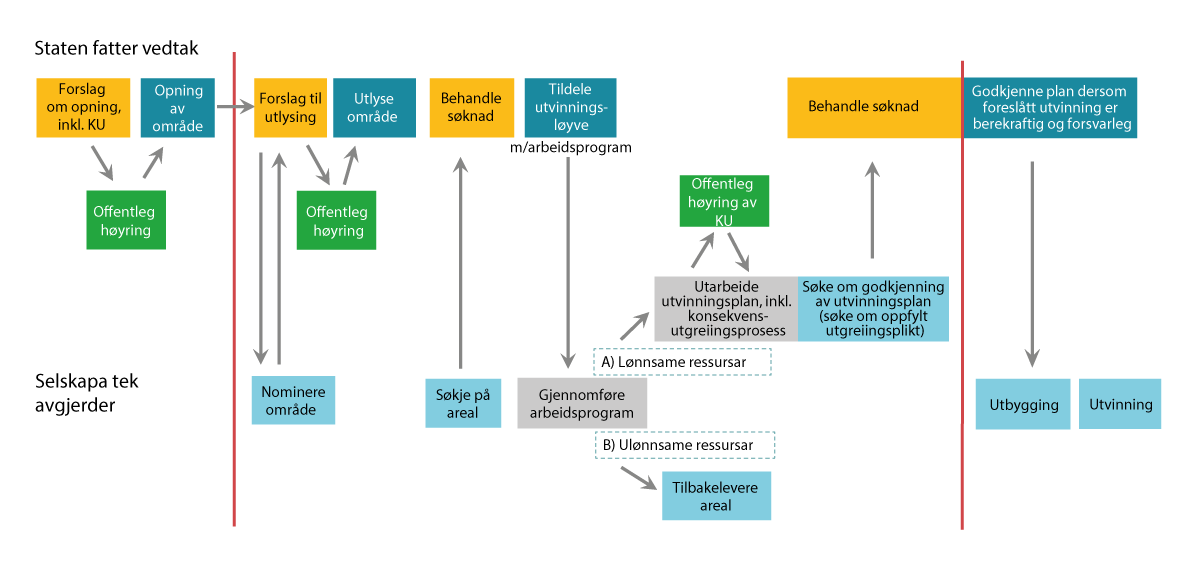 Staten fatter vedtak
Forslag
om opning,
inkl. KU
Opning
av
område
Offentleg
høyring
Forslag til
utlysing
Utlyse
område
Offentleg
høyring
Behandle
søknad
Tildele
utvinnings-
løyve
m/arbeidsprogram
Offentleg
høyring av
KU
Behandle søknad
Godkjenne plan dersom
foreslått utvinning er
berekraftig og forsvarleg
Utarbeide
utvinningsplan, inkl.
konsekvens-
utgreiingsprosess
Søke om godkjenning
av utvinningsplan
(søke om oppfylt
utgreiingsplikt)
A) Lønnsame ressursar
Selskapa tek
avgjerder
Nominere
område
Søkje på
areal
Gjennomføre
arbeidsprogram
B) Ulønnsame ressursar
Tilbakelevere
areal
Utbygging
Utvinning